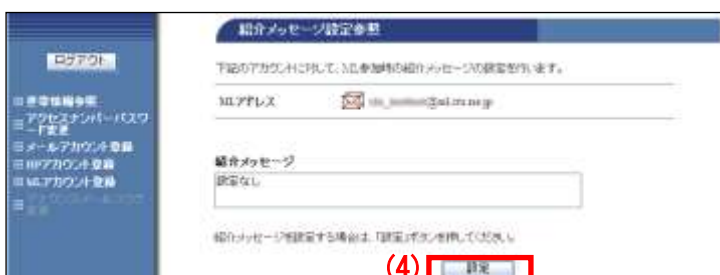 紹介メッセージ設定参照
ログアウト
下記のアカウントに対して、ML参加時の紹介メッセージの設定を行います。
MLアドレス
アクセスナンバー・パスワード変更
メールアカウント登録
HPアカウント登録
MLアカウント登録
紹介メッセージ
設定なし
紹介メッセージを設定する場合は、「設定」ボタンを押してください。
(4)
設定